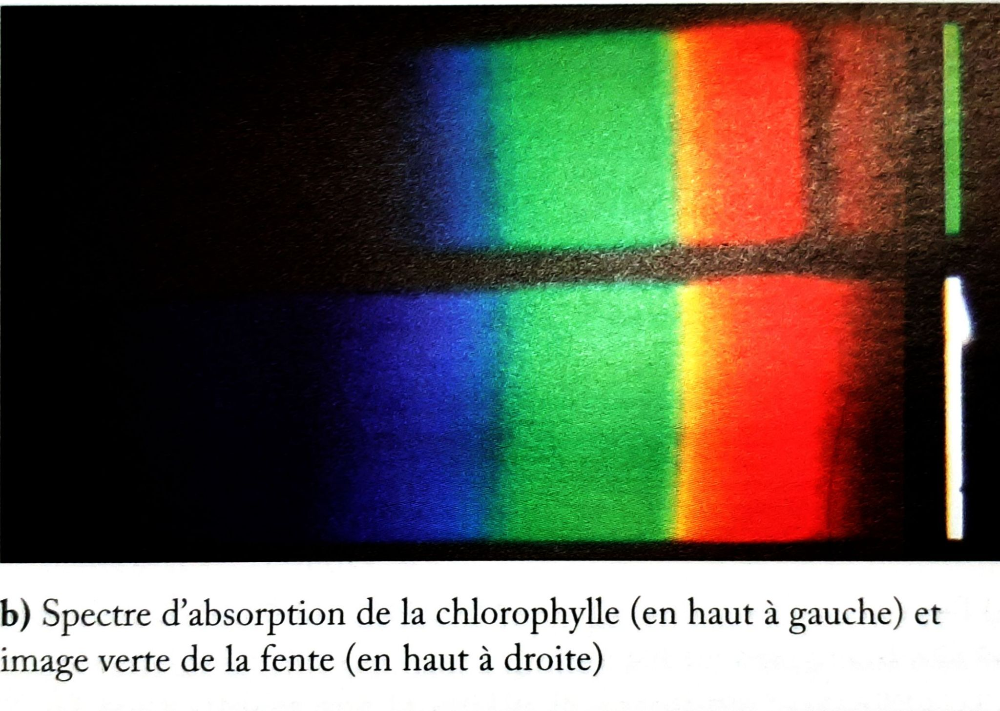 b) Spectre d'absorption de la chlorophylle (en haut à gauche) et
image verte de la fente (en haut à droite)